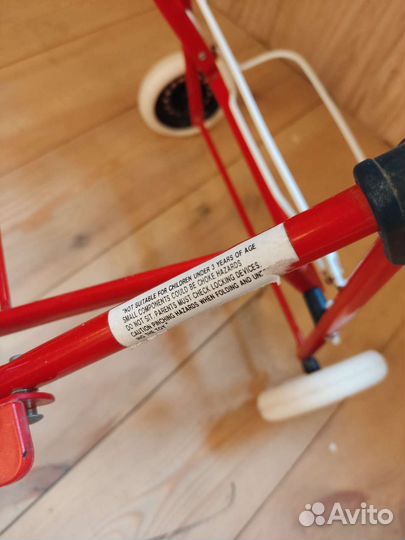 "NOT SUITABLE FOR CHILDREN UNDER 3 YEARS OF AGE
SMALL COMPONENTS COULD BE CHOKE HAZARDS
DO NOT SIT PARENTS MUST CHECK LOCKING DEVICES
CAUTION PINCHING HAZARDS WHEN FOLDING AND
Avito